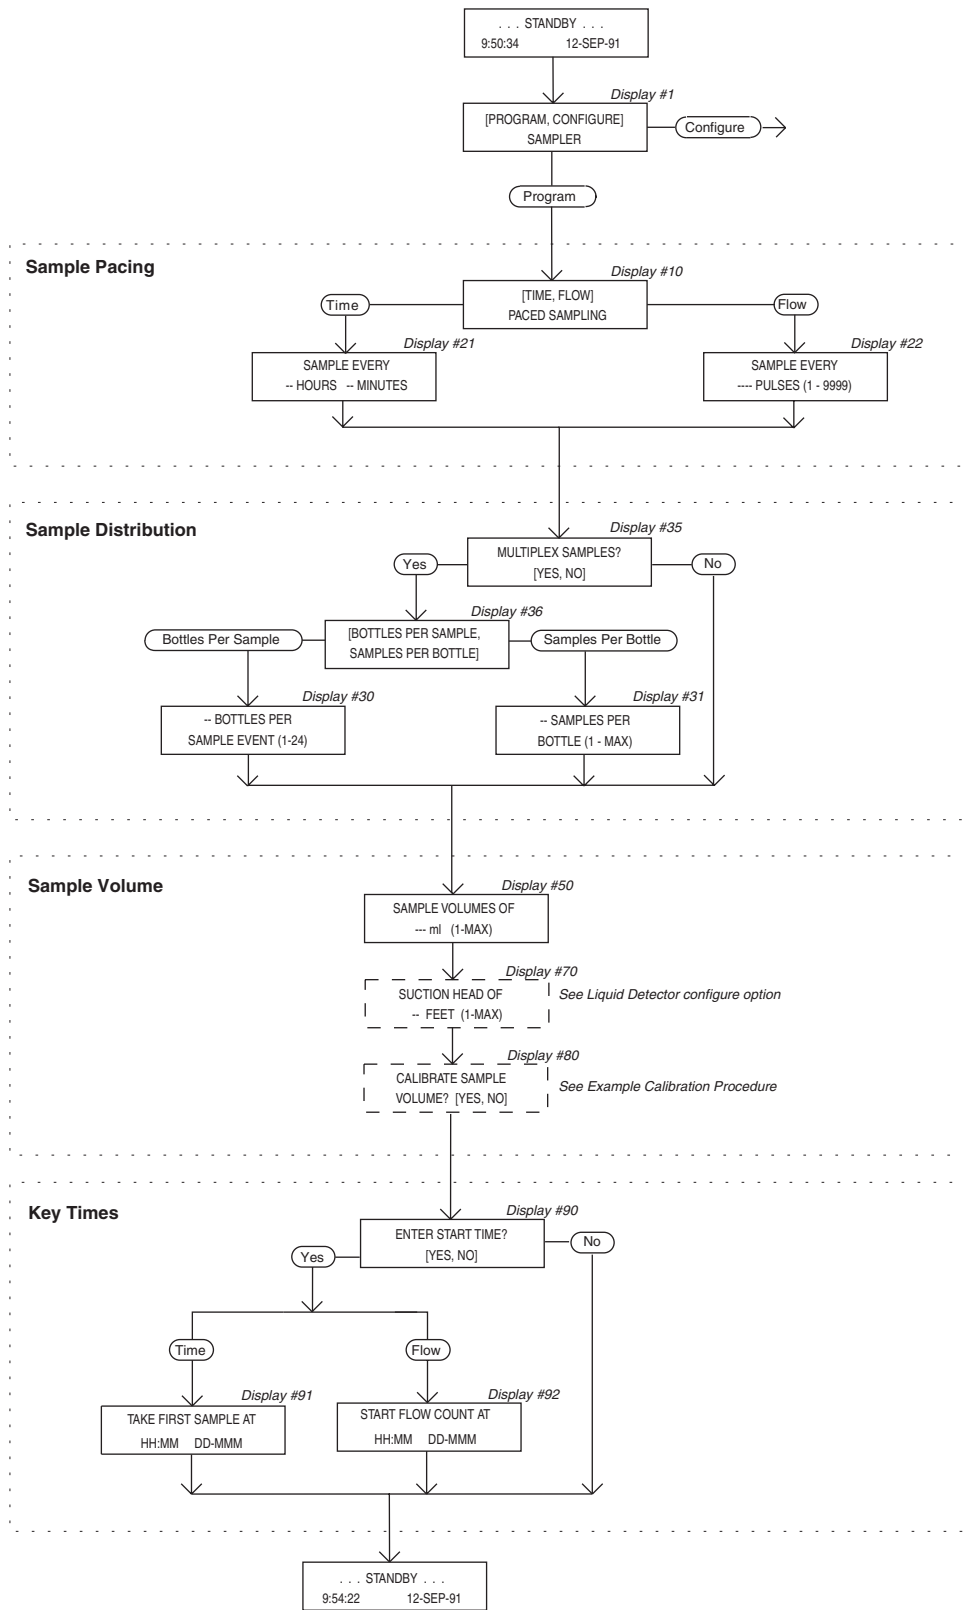 . . . STANDBY . . .
9:50:34 12-SEP-91
Display #1
[PROGRAM, CONFIGURE]
SAMPLER
Configure
Program
Sample Pacing
Display #10
[TIME, FLOW]
PACED SAMPLING
Time
Flow
Display #21
SAMPLE EVERY
-- HOURS -- MINUTES
Display #22
SAMPLE EVERY
---- PULSES (1 - 9999)
Sample Distribution
Display #35
MULTIPLEX SAMPLES?
[YES, NO]
Yes
No
Display #36
[BOTTLES PER SAMPLE,
SAMPLES PER BOTTLE]
Bottles Per Sample
Samples Per Bottle
Display #30
-- BOTTLES PER
SAMPLE EVENT (1-24)
Display #31
-- SAMPLES PER
BOTTLE (1 - MAX)
Sample Volume
Display #50
SAMPLE VOLUMES OF
--- ml (1-MAX)
Display #70
SUCTION HEAD OF
-- FEET (1-MAX)
See Liquid Detector configure option
Display #80
CALIBRATE SAMPLE
VOLUME? [YES, NO]
See Example Calibration Procedure
Key Times
Display #90
ENTER START TIME?
[YES, NO]
Yes
No
Time
Flow
Display #91
TAKE FIRST SAMPLE AT
HH:MM DD-MMM
Display #92
START FLOW COUNT AT
HH:MM DD-MMM
. . . STANDBY . . .
9:54:22 12-SEP-91